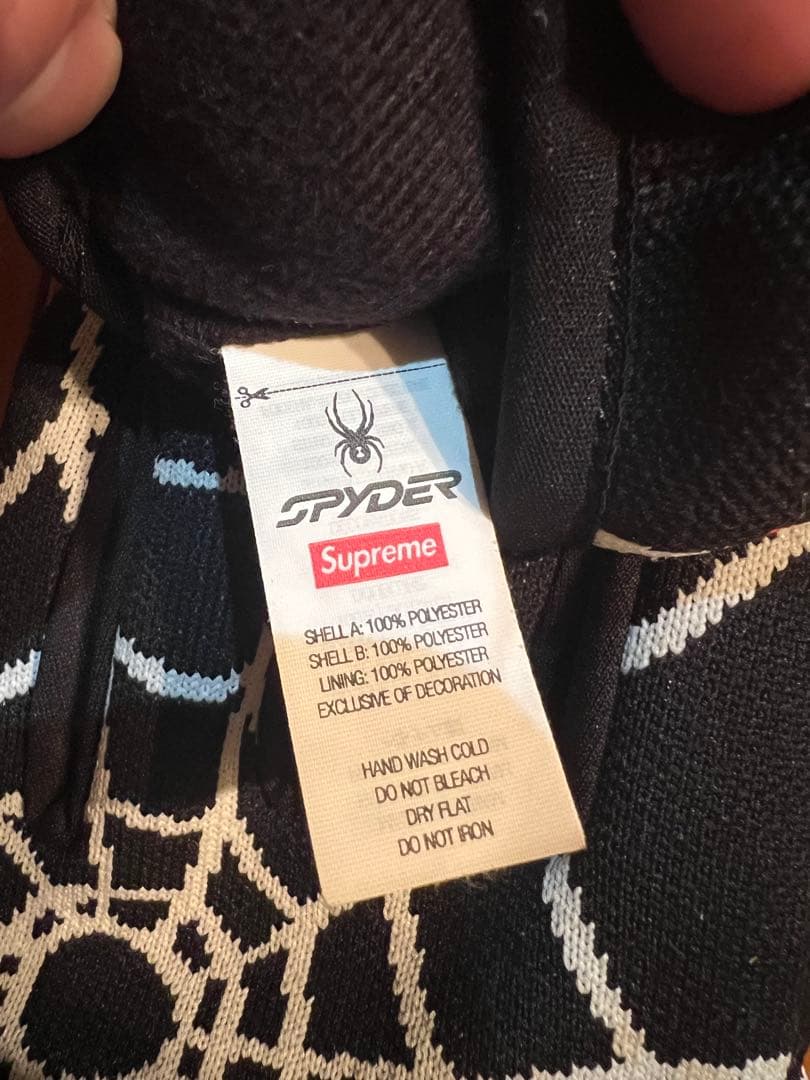 SPYDER
Supreme
SHELL A: 100% POLYESTER
SHELL B: 100% POLYESTER
LINING: 100% POLYESTER
EXCLUSIVE OF DECORATION
HAND WASH COLD
DO NOT BLEACH
DRY FLAT
DO NOT IRON